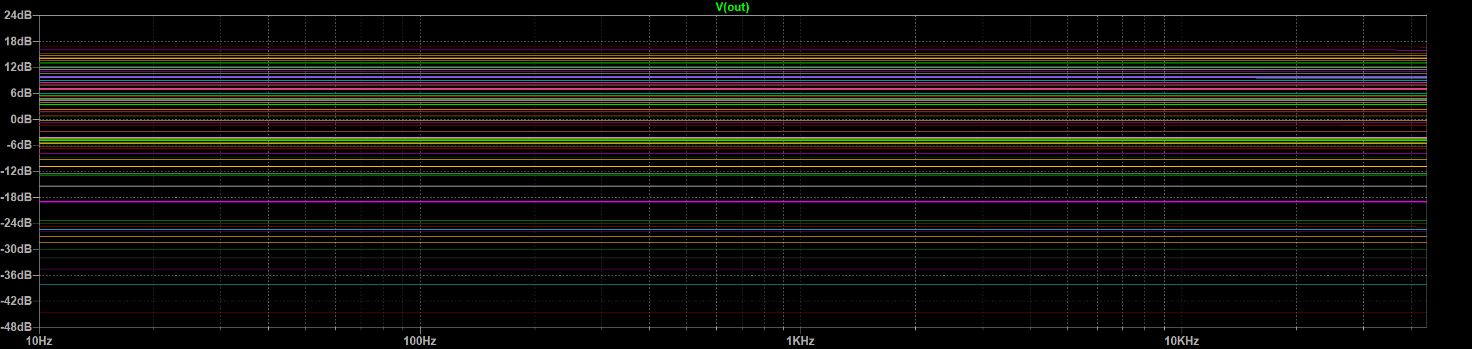 V(out)
24dB
18dB
12dB
6dB
0dB
-6dB
-12dB
-18dB
-24dB
-30dB
-36dB
-42dB
-48dB
10Hz 100Hz 1KHz 10KHz